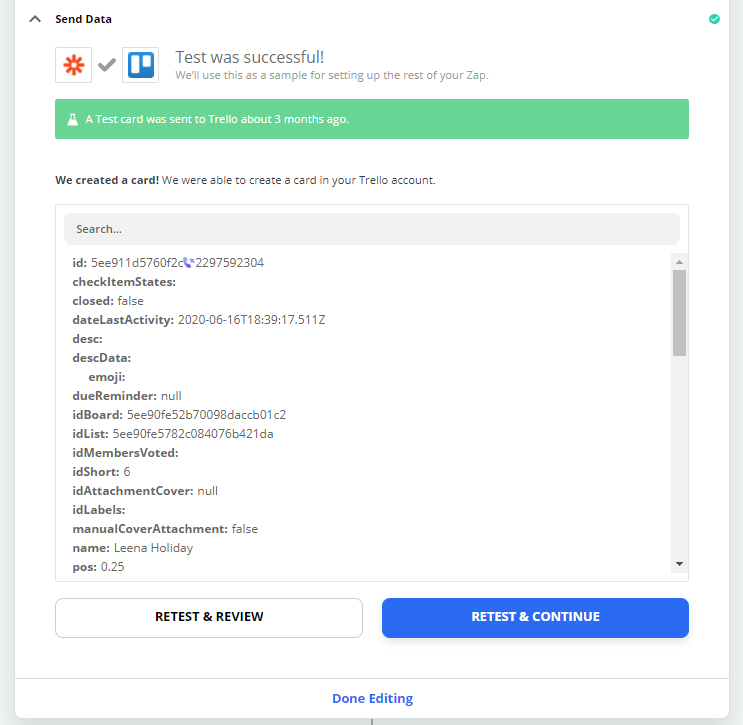 Send Data
Test was successful!
We'll use this as a sample for setting up the rest of your Zap.
A Test card was sent to Trello about 3 months ago.
We created a card! We were able to create a card in your Trello account.
Search...
id: 5ee911d5760f2c 2297592304
checkItemStates:
closed: false
dateLastActivity: 2020-06-16T18:39:17.511Z
desc:
descData:
emoji:
dueReminder: null
idBoard: 5ee90fe52b70098daccb01c2
idList: 5ee90fe5782c084076b421da
idMembersVoted:
idShort: 6
idAttachmentCover: null
idLabels:
manualCoverAttachment: false
name: Leena Holiday
pos: 0.25
RETEST & REVIEW
RETEST & CONTINUE
Done Editing